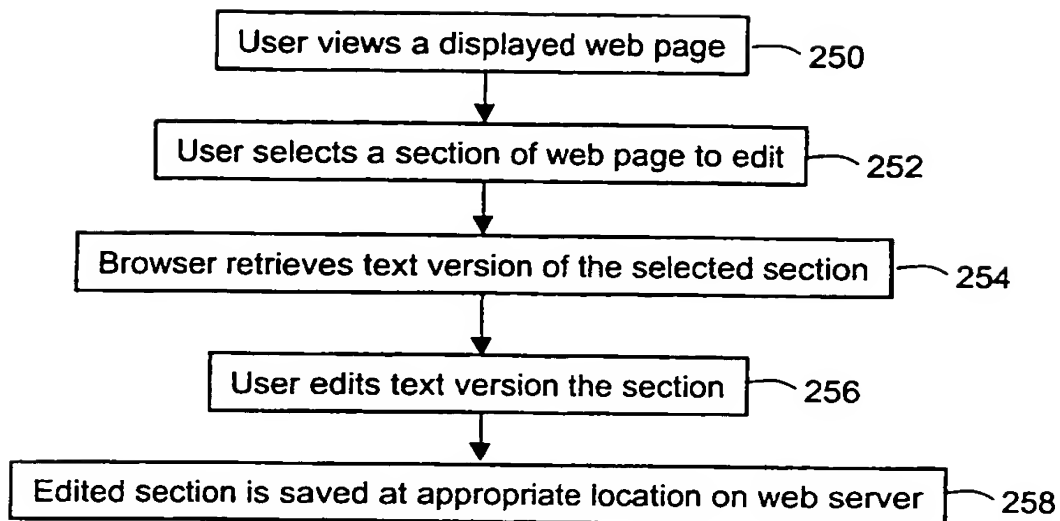 User views a displayed web page 250
User selects a section of web page to edit 252
Browser retrieves text version of the selected section 254
User edits text version the section 256
Edited section is saved at appropriate location on web server 258